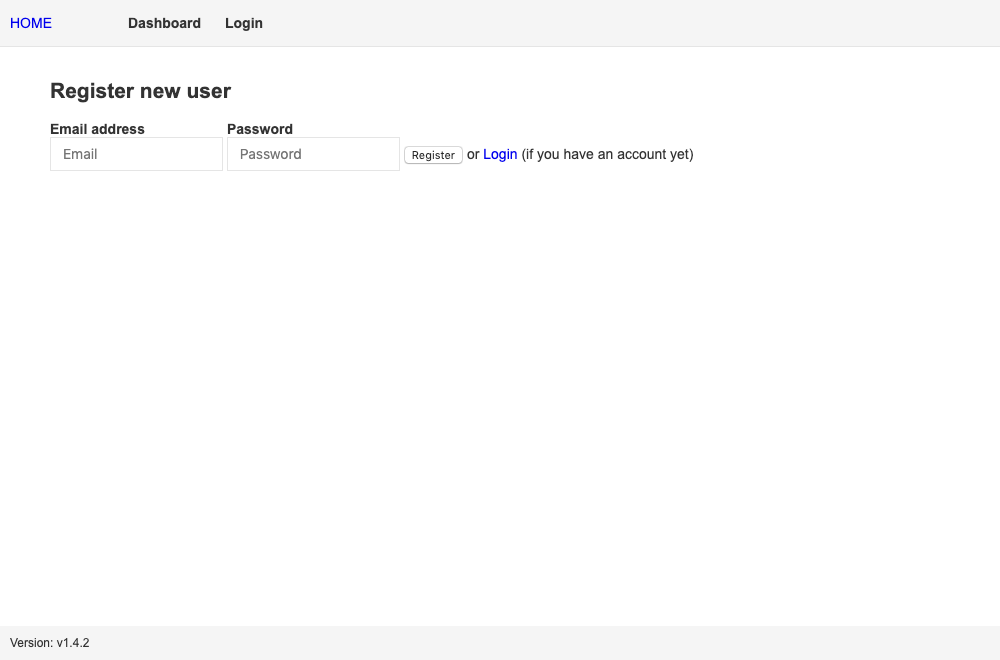 HOME Dashboard Login
Register new user
Email address Password
Email Password Register or Login (if you have an account yet)
Version: v1.4.2